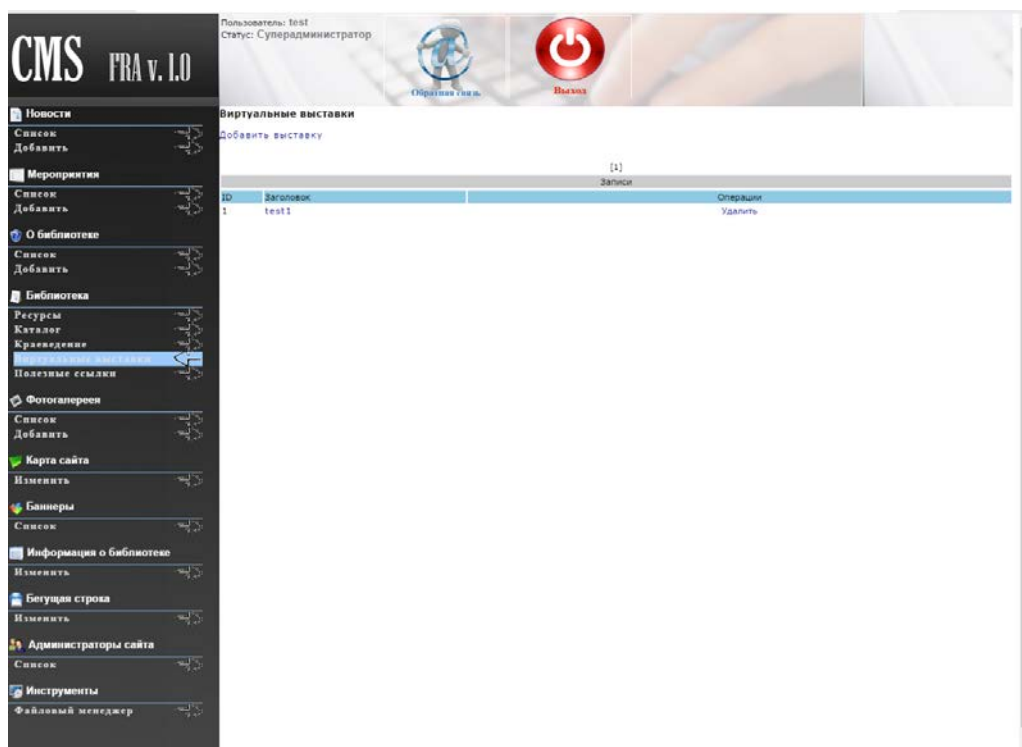 CMS FRA v. 1.0
Пользователь: test
Статус: Суперадминистратор
Обратная связь
Выход
Новости
Список
Добавить
Мероприятия
Список
Добавить
О библиотеке
Список
Добавить
Библиотека
Ресурсы
Каталог
Краеведение
Виртуальные выставки
Полезные ссылки
Фотогалереея
Список
Добавить
Карта сайта
Изменить
Баннеры
Список
Информация о библиотеке
Изменить
Бегущая строка
Изменить
Администраторы сайта
Список
Инструменты
Файловый менеджер
Виртуальные выставки
Добавить выставку
[1]
Записи
ID Заголовок Операции
1 test1 Удалить